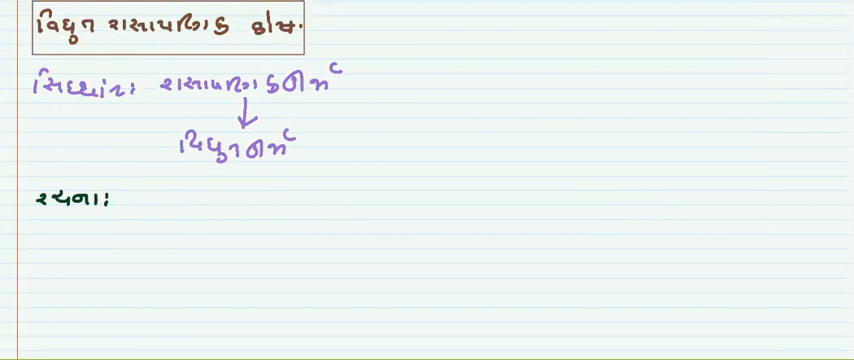 વિદ્યુત રાસાયણિક કોષ.
સિધ્ધાંત: રાસાયણિક ઊર્જા
↓
વિદ્યુત ઊર્જા
રચના: